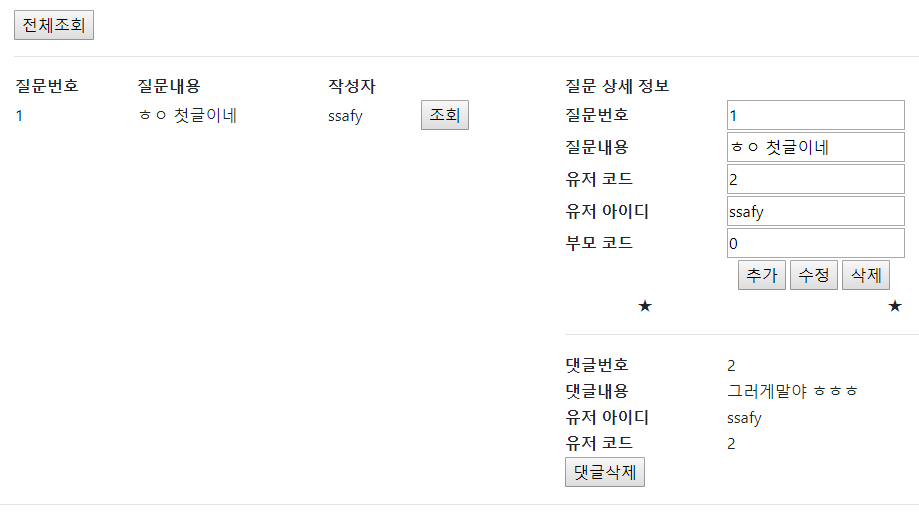 전체조회
질문번호 질문내용 작성자
1 ㅎㅇ 첫글이네 ssafy 조회
질문 상세 정보
질문번호 1
질문내용 ㅎㅇ 첫글이네
유저 코드 2
유저 아이디 ssafy
부모 코드 0
추가 수정 삭제
★ ★
댓글번호 2
댓글내용 그러게말야 ㅎㅎㅎ
유저 아이디 ssafy
유저 코드 2
댓글삭제